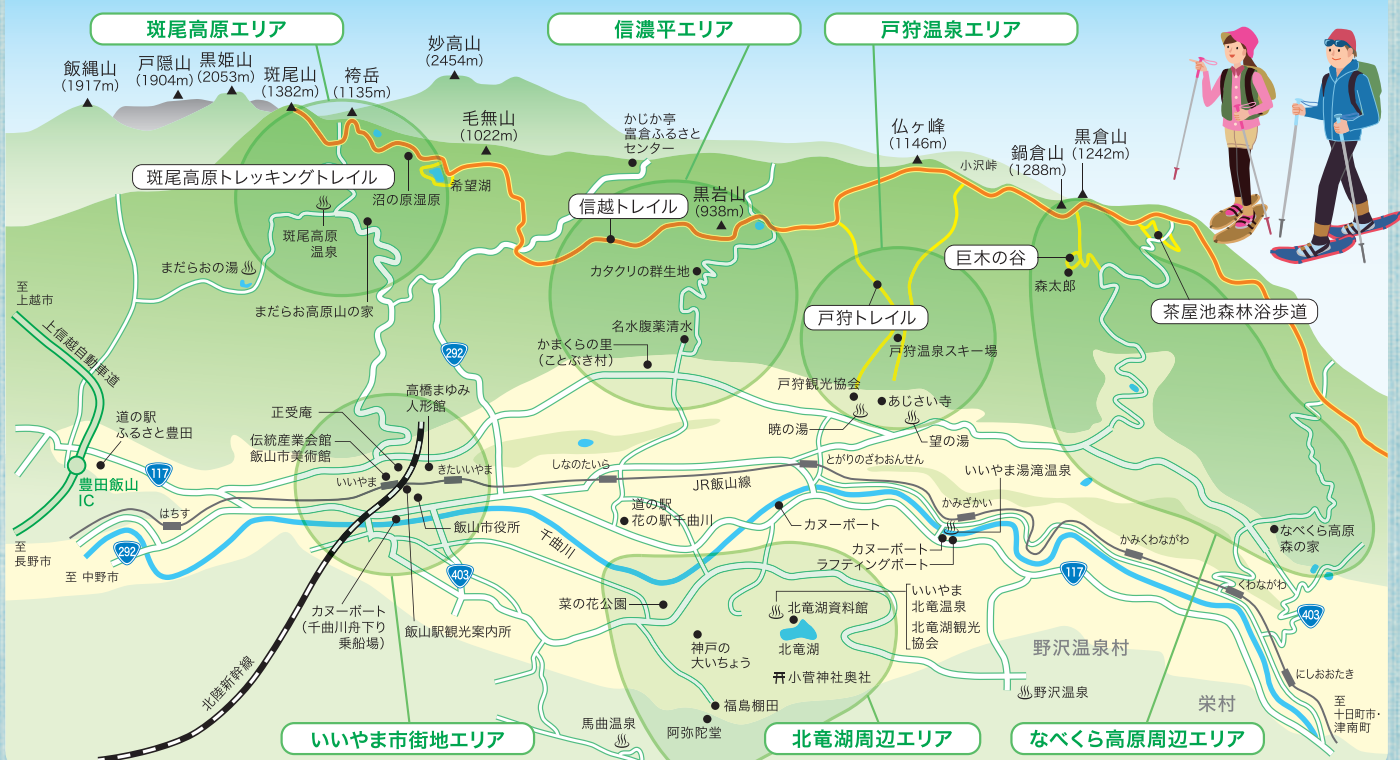 斑尾高原エリア
信濃平エリア
戸狩温泉エリア
飯縄山
(1917m)
戸隠山
(1904m)
黒姫山
(2053m)
斑尾山
(1382m)
袴岳
(1135m)
妙高山
(2454m)
毛無山
(1022m)
かじか亭
富倉ふるさと
センター
仏ヶ峰
(1146m)
小沢峠
鍋倉山
(1288m)
黒倉山
(1242m)
斑尾高原トレッキングトレイル
沼の原湿原
希望湖
信越トレイル
黒岩山
(938m)
斑尾高原
温泉
まだらおの湯
まだらお高原山の家
カタクリの群生地
巨木の谷
森太郎
茶屋池森林浴歩道
戸狩トレイル
戸狩温泉スキー場
至
上越市
上信越自動車道
名水腹薬清水
かまくらの里
(ことぶき村)
292
戸狩観光協会
あじさい寺
暁の湯
望の湯
道の駅
ふるさと豊田
正受庵
高橋まゆみ
人形館
伝統産業会館
飯山市美術館
117
豊田飯山
IC
いいやま
きたいいやま
しなのたいら
JR飯山線
とがりのざわおんせん
いいやま湯滝温泉
はちす
飯山市役所
道の駅
花の駅千曲川
千曲川
カヌーポート
かみざかい
カヌーポート
ラフティングポート
かみくわながわ
なべくら高原
森の家
至
長野市
292
至 中野市
403
117
くわながわ
403
カヌーポート
(千曲川舟下り
乗船場)
飯山駅観光案内所
菜の花公園
北竜湖資料館
いいやま
北竜温泉
北竜湖観光
協会
神戸の
大いちょう
北竜湖
小菅神社奥社
野沢温泉村
野沢温泉
にしおおたき
栄村
至
十日町市・
津南町
北陸新幹線
福島棚田
阿弥陀堂
馬曲温泉
いいやま市街地エリア
北竜湖周辺エリア
なべくら高原周辺エリア